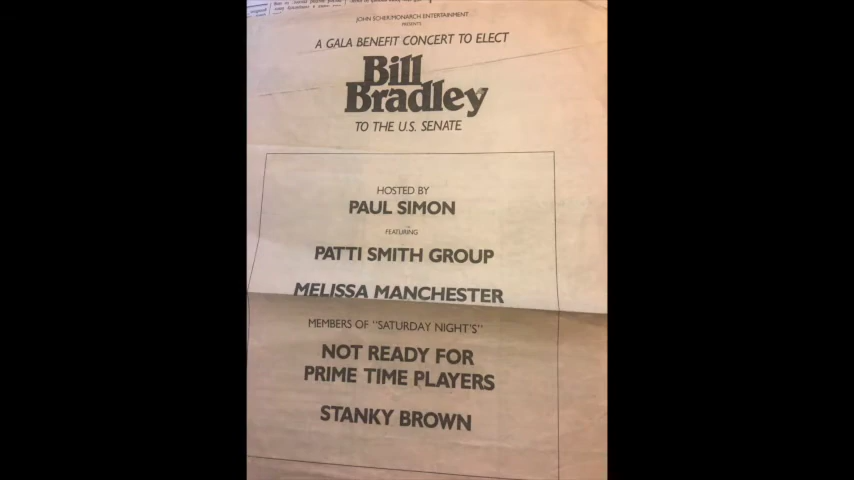 JOHN SCHER/MONARCH ENTERTAINMENT
PRESENTS
A GALA BENEFIT CONCERT TO ELECT
Bill
Bradley
TO THE U.S. SENATE
HOSTED BY
PAUL SIMON
FEATURING
PATTI SMITH GROUP
MELISSA MANCHESTER
MEMBERS OF "SATURDAY NIGHT'S"
NOT READY FOR
PRIME TIME PLAYERS
STANKY BROWN